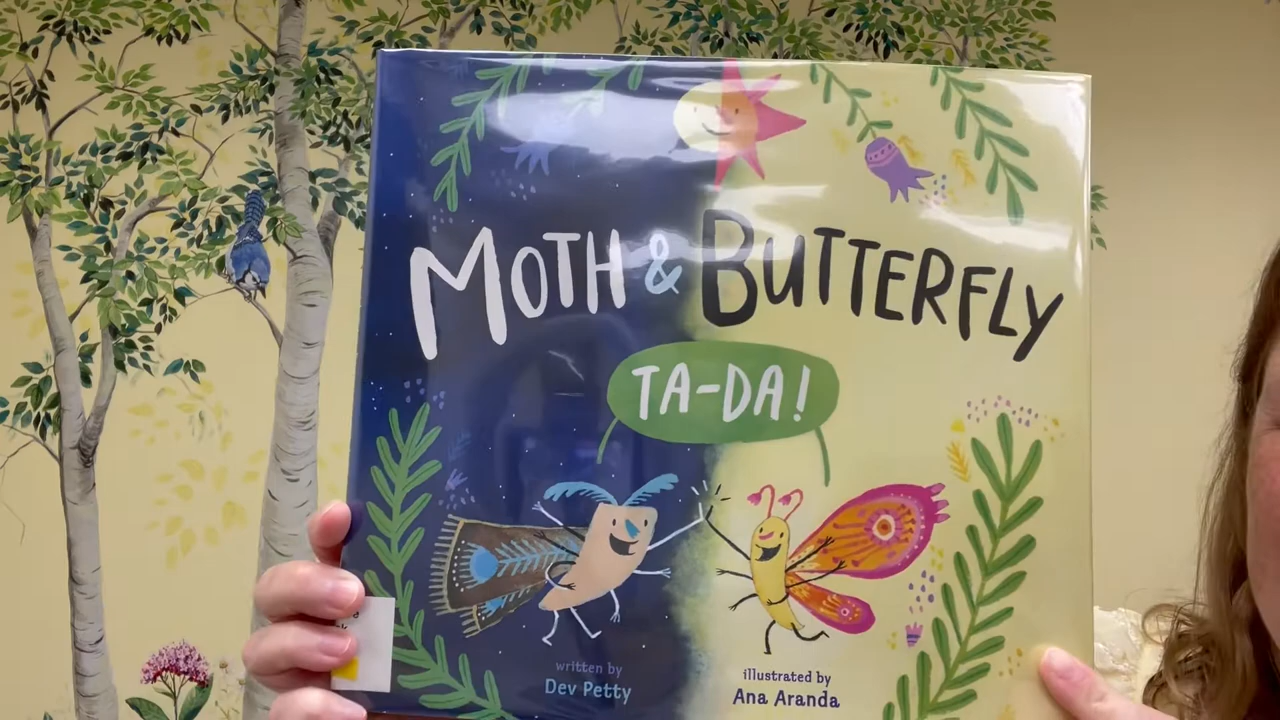 MOTH & BUTTERFLY
TA-DA!
written by
Dev Petty
illustrated by
Ana Aranda